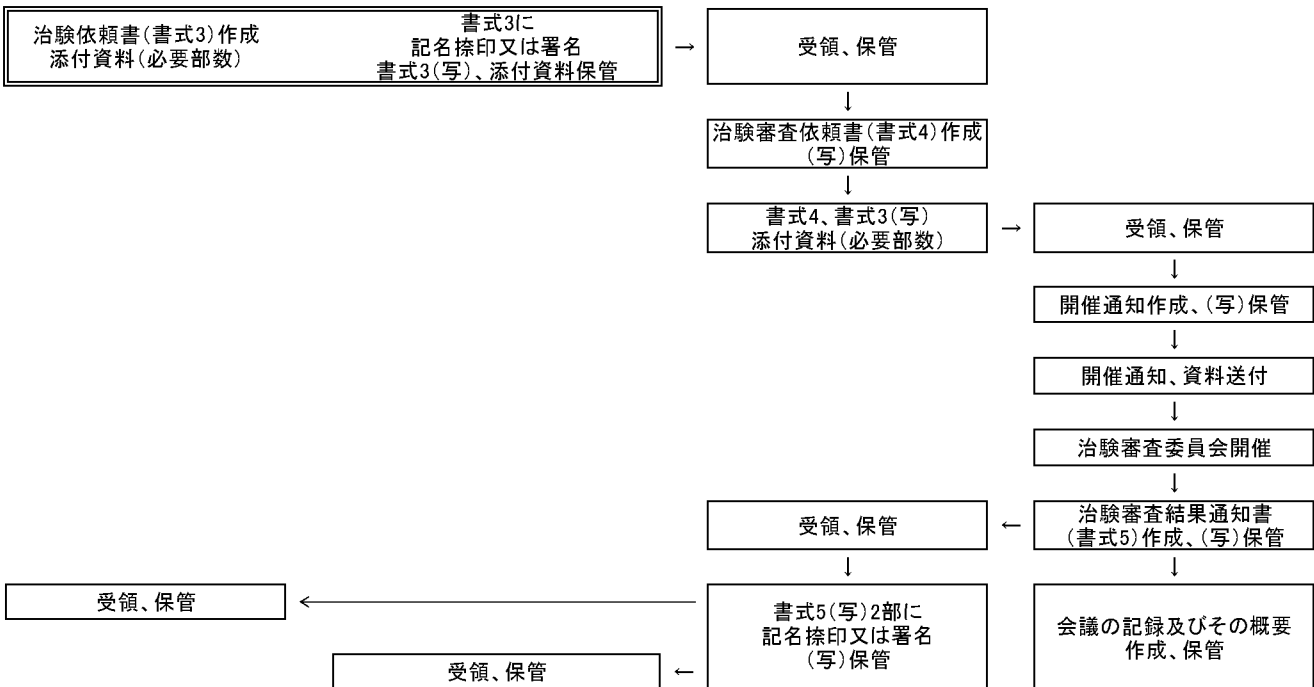 治験依頼書(書式3)作成
添付資料(必要部数)
書式3に
記名捺印又は署名
書式3(写)、添付資料保管
→
受領、保管
↓
治験審査依頼書(書式4)作成
(写)保管
↓
書式4、書式3(写)
添付資料(必要部数)
→
受領、保管
↓
開催通知作成、(写)保管
↓
開催通知、資料送付
↓
治験審査委員会開催
↓
治験審査結果通知書
(書式5)作成、(写)保管
←
受領、保管
↓
↓
書式5(写)2部に
記名捺印又は署名
(写)保管
会議の記録及びその概要
作成、保管
受領、保管
←
受領、保管